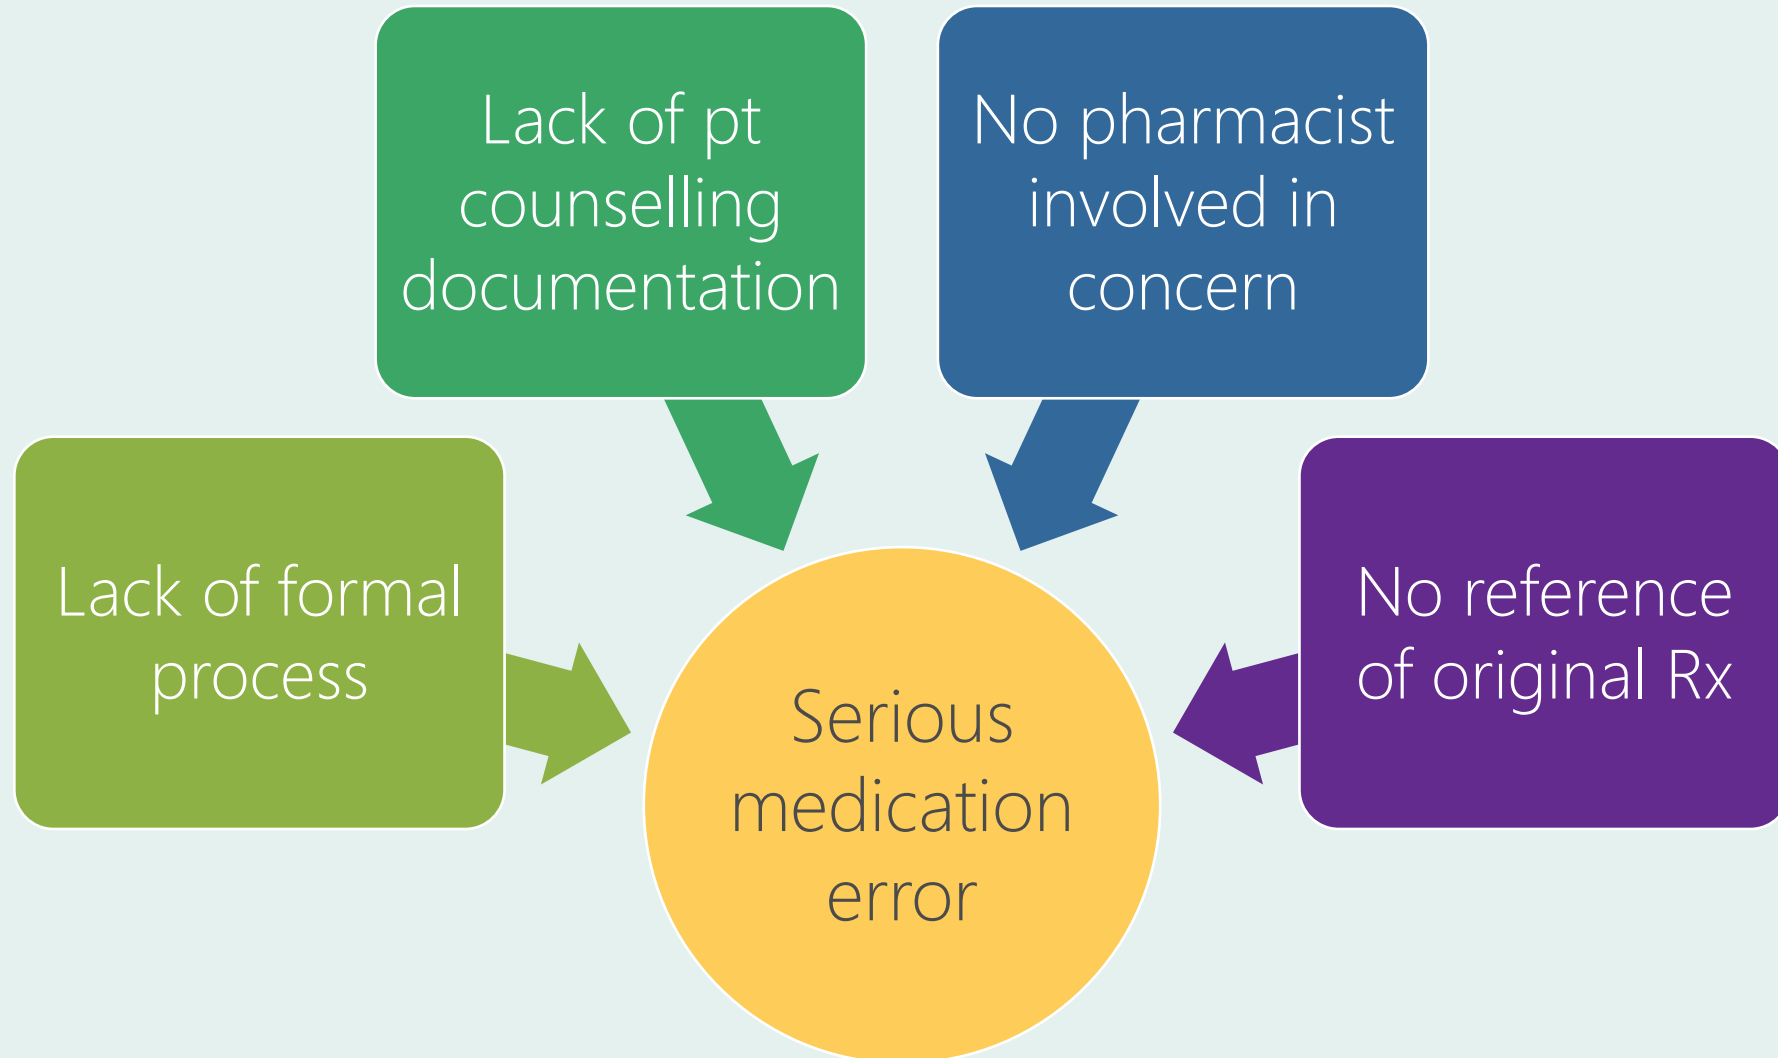 Lack of pt
counselling
documentation
No pharmacist
involved in
concern
Lack of formal
process
No reference
of original Rx
Serious
medication
error